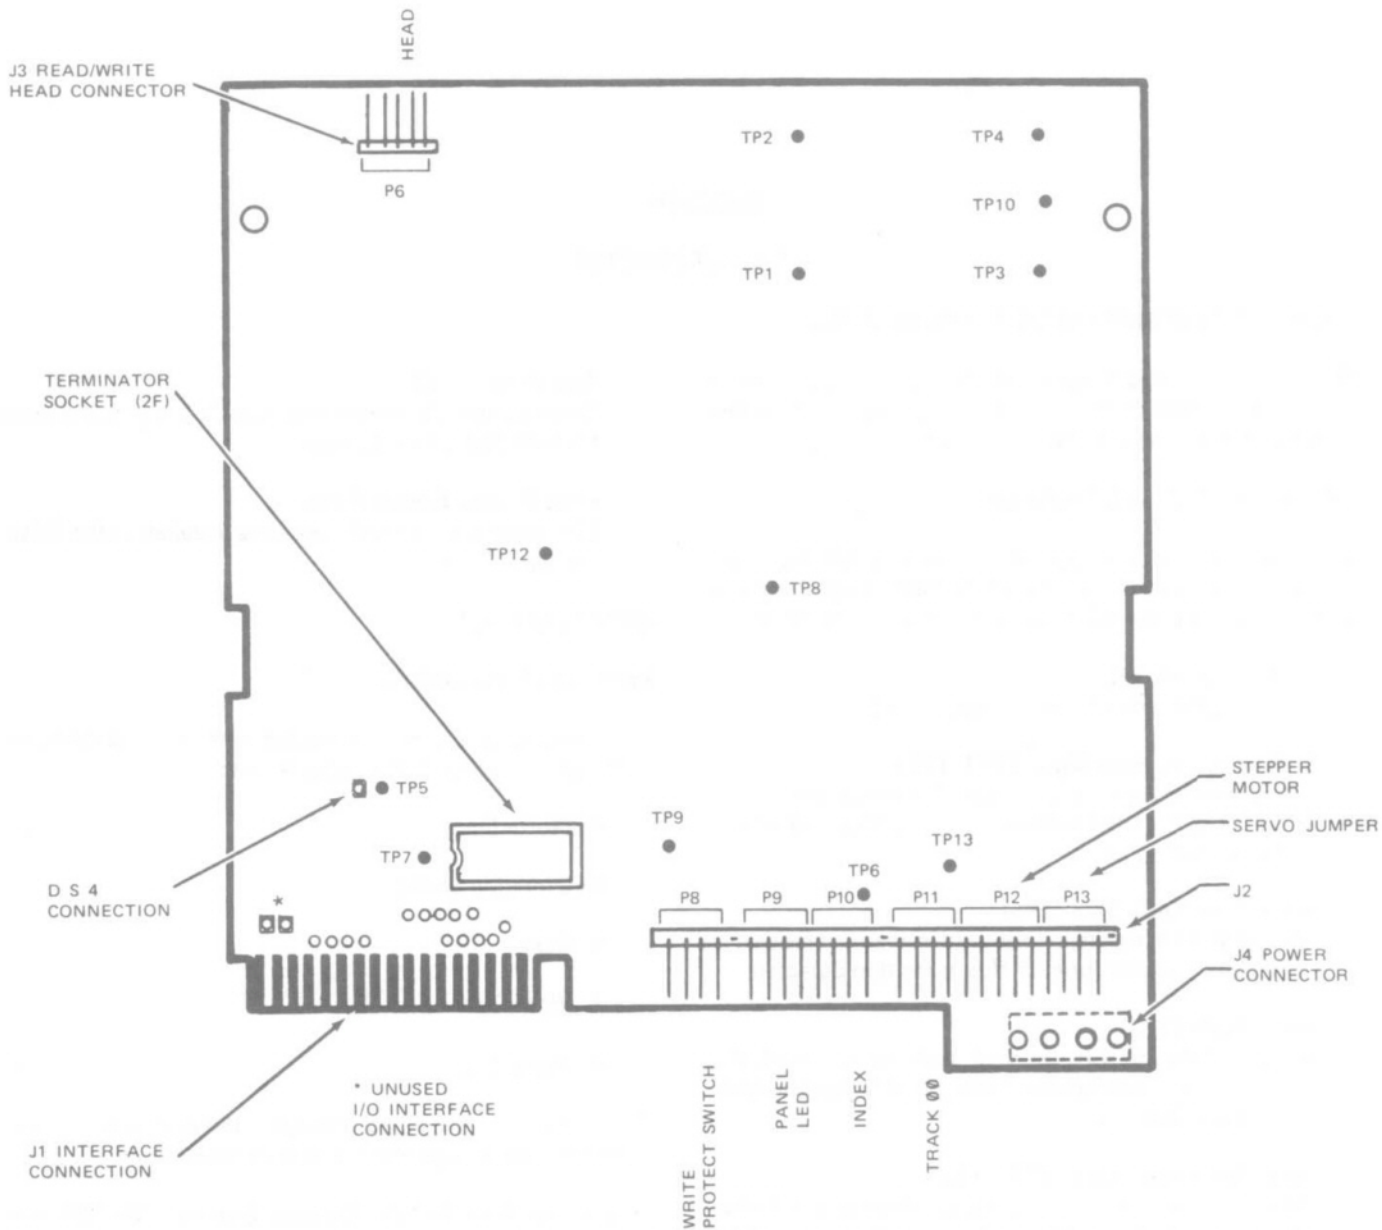 HEAD
J3 READ/WRITE
HEAD CONNECTOR
P6
TP2
TP4
TP10
TP1
TP3
TERMINATOR
SOCKET (2F)
TP12
TP8
TP5
TP7
TP9
TP6
TP13
STEPPER
MOTOR
SERVO JUMPER
J2
J4 POWER
CONNECTOR
D S 4
CONNECTION
*
P8
P9
P10
P11
P12
P13
* UNUSED
I/O INTERFACE
CONNECTION
J1 INTERFACE
CONNECTION
WRITE
PROTECT SWITCH
PANEL
LED
INDEX
TRACK 00